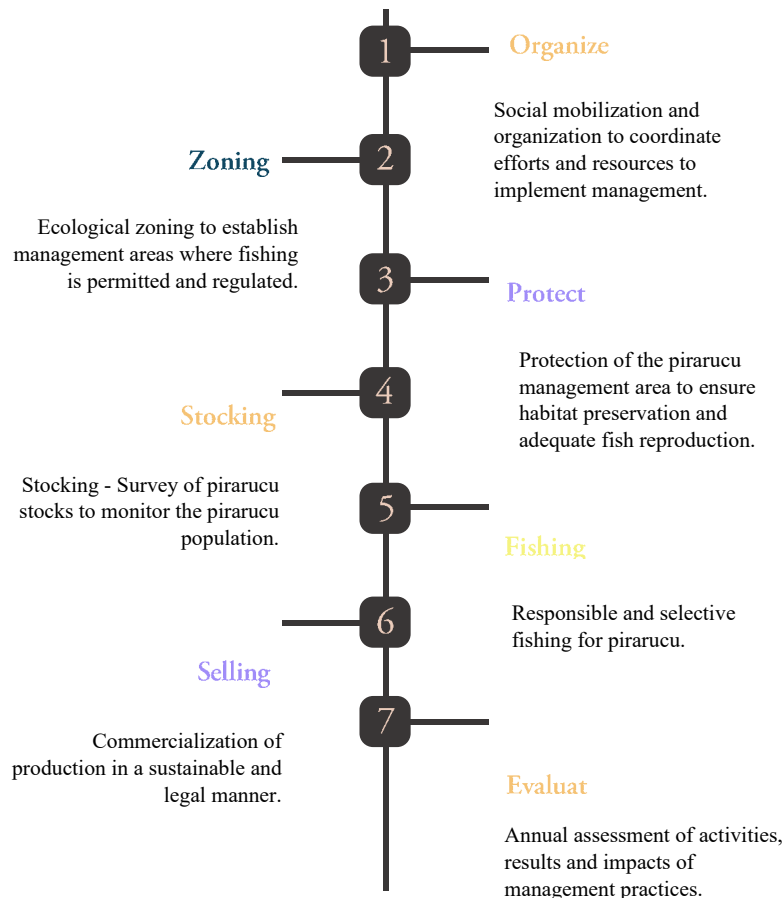 1
Organize
Social mobilization and
organization to coordinate
efforts and resources to
implement management.
2
Zoning
Ecological zoning to establish
management areas where fishing
is permitted and regulated.
3
Protect
Protection of the pirarucu
management area to ensure
habitat preservation and
adequate fish reproduction.
4
Stocking
Stocking - Survey of pirarucu
stocks to monitor the pirarucu
population.
5
Fishing
Responsible and selective
fishing for pirarucu.
6
Selling
Commercialization of
production in a sustainable and
legal manner.
7
Evaluat
Annual assessment of activities,
results and impacts of
management practices.